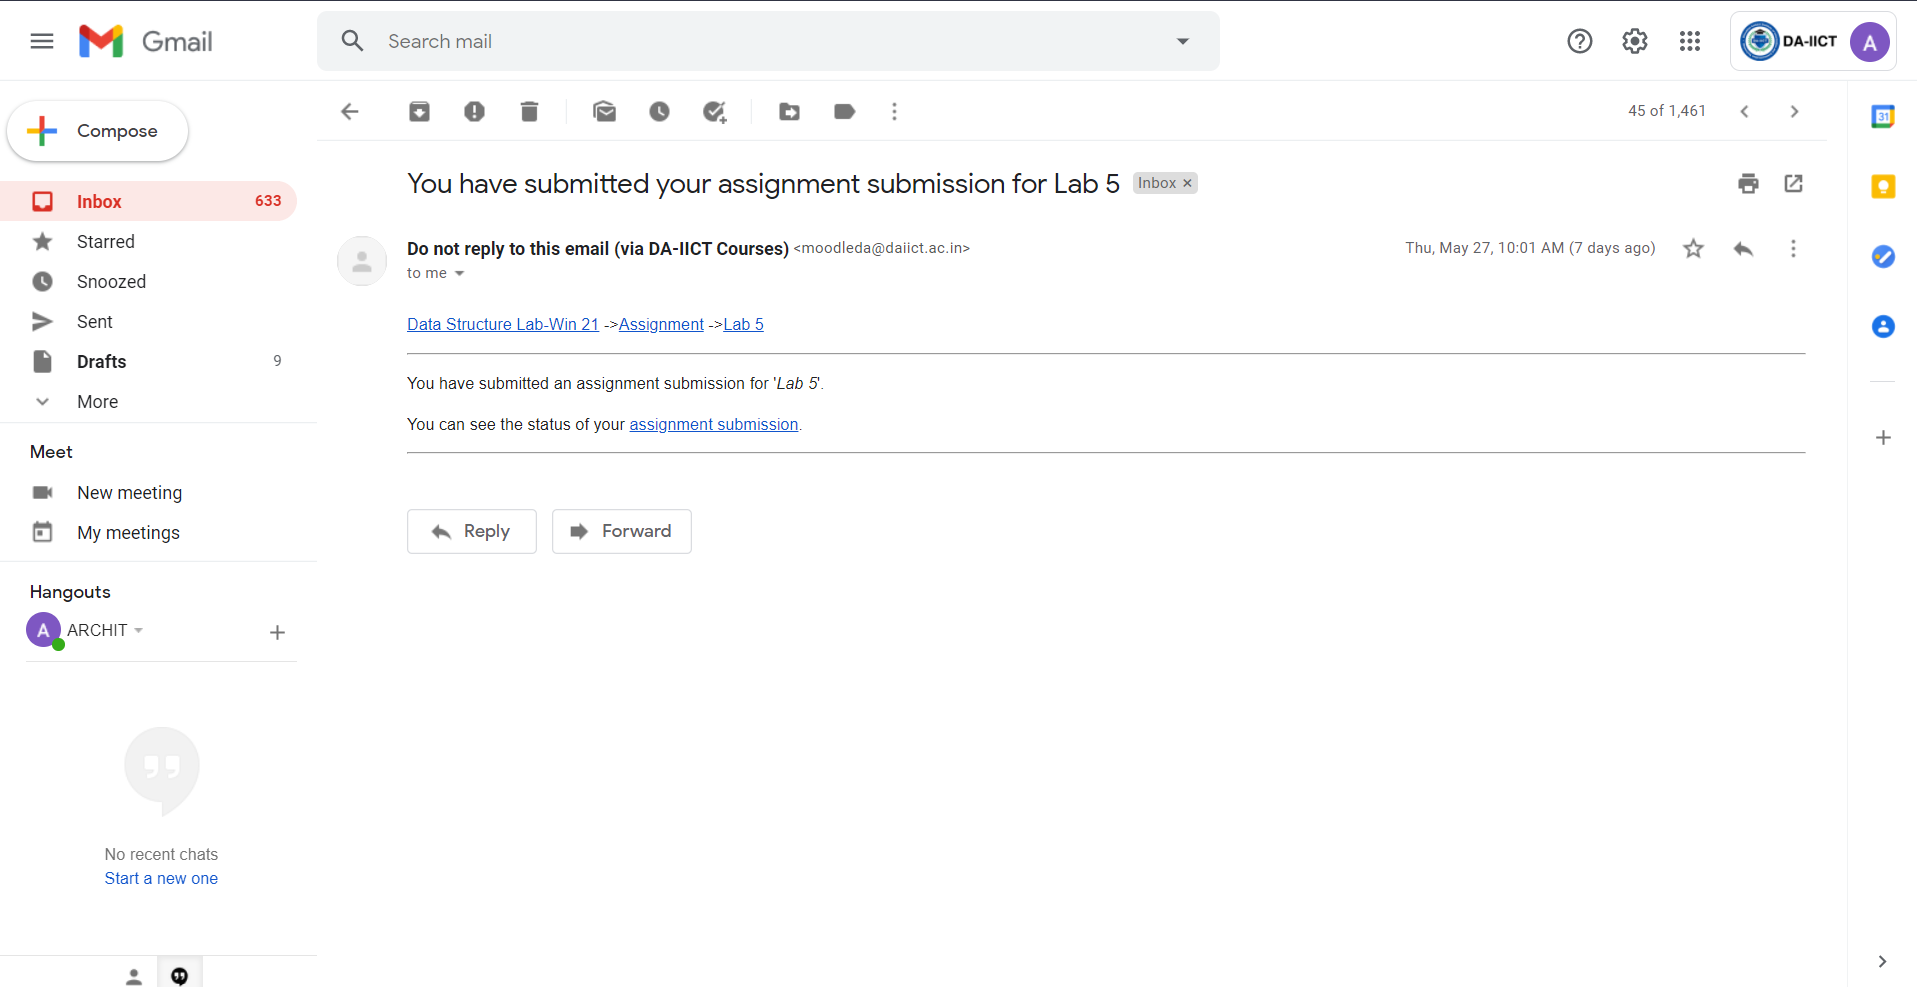 Gmail
Search mail
DA-IICT
A
Compose
45 of 1,461
31
Inbox 633
Starred
Snoozed
Sent
Drafts 9
More
Meet
New meeting
My meetings
Hangouts
A ARCHIT
No recent chats
Start a new one
You have submitted your assignment submission for Lab 5 Inbox ×
Do not reply to this email (via DA-IICT Courses) <moodleda@daiict.ac.in> Thu, May 27, 10:01 AM (7 days ago)
to me
Data Structure Lab-Win 21 ->Assignment ->Lab 5
You have submitted an assignment submission for 'Lab 5'.
You can see the status of your assignment submission.
Reply Forward